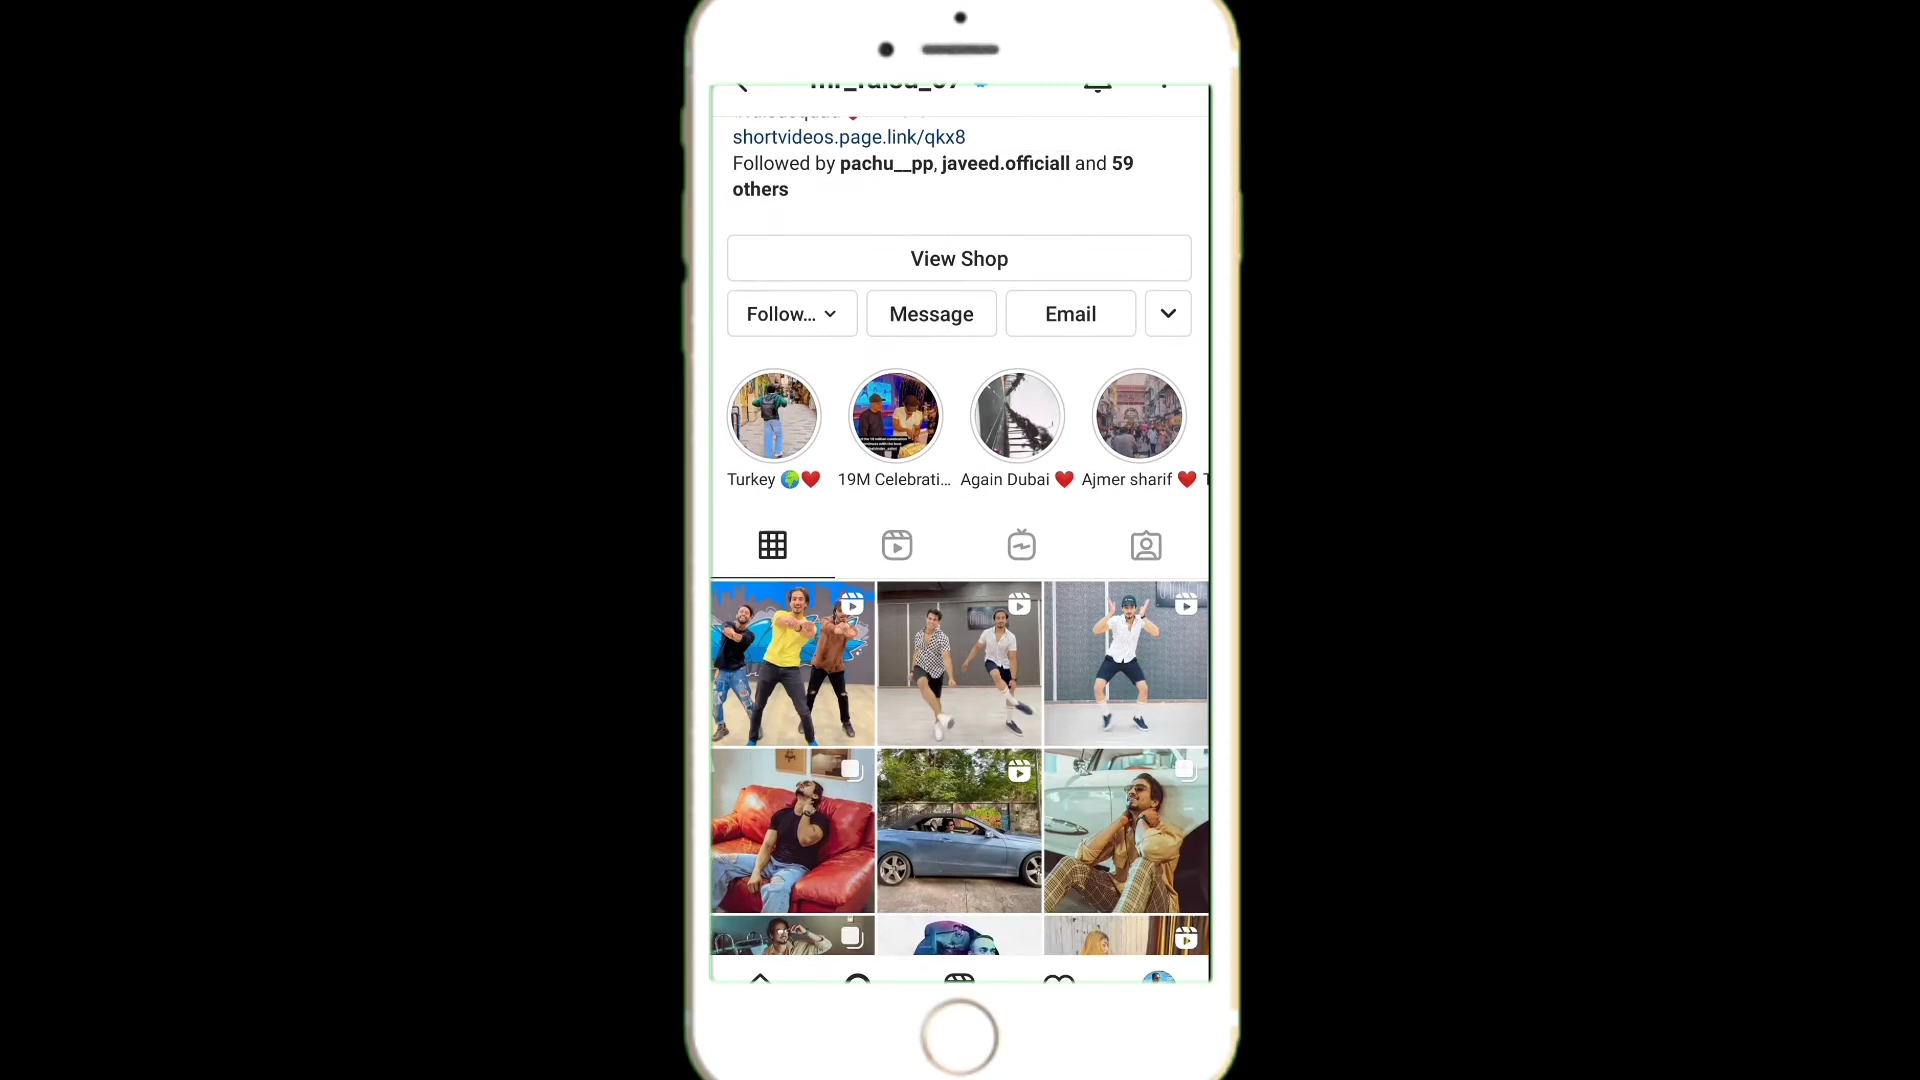 shortvideos.page.link/qkx8
Followed by pachu__pp, javeed.officiall and 59
others
View Shop
Follow... Message Email
Turkey 🌍❤️ 19M Celebrati... Again Dubai ❤️ Ajmer sharif ❤️